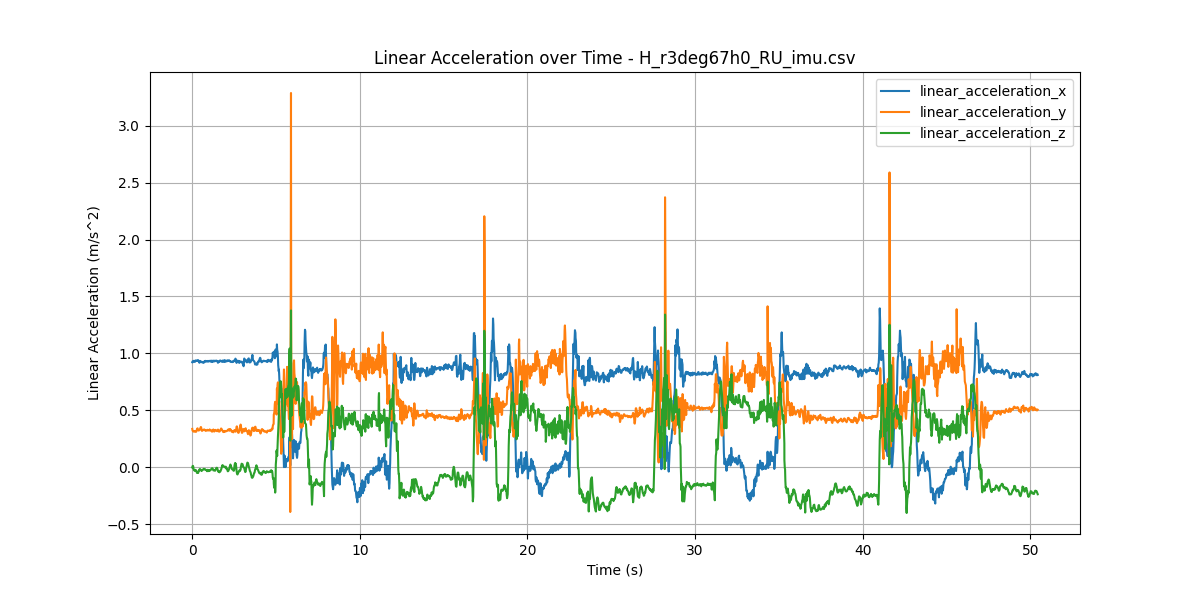 Linear Acceleration over Time - H_r3deg67h0_RU_imu.csv
linear_acceleration_x
linear_acceleration_y
linear_acceleration_z
Linear Acceleration (m/s^2)
3.0
2.5
2.0
1.5
1.0
0.5
0.0
−0.5
0 10 20 30 40 50
Time (s)